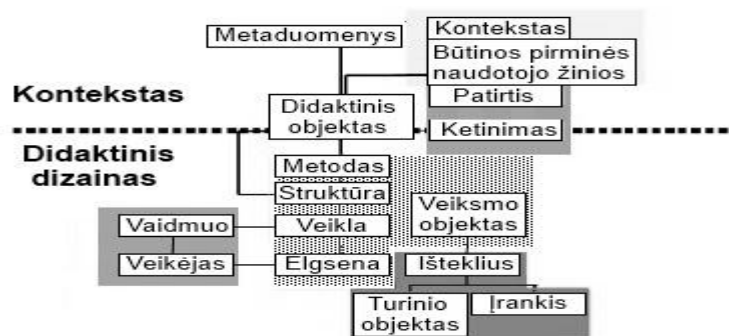 Metaduomenys
Kontekstas
Būtinos pirminės
naudotojo žinios
Patirtis
Ketinimas
Kontekstas
Didaktinis
objektas
Didaktinis
dizainas
Metodas
Struktūra
Veikla
Elgsena
Vaidmuo
Veikėjas
Veiksmo
objektas
Ištekliu̇s
Turinio
objektas
Įrankis